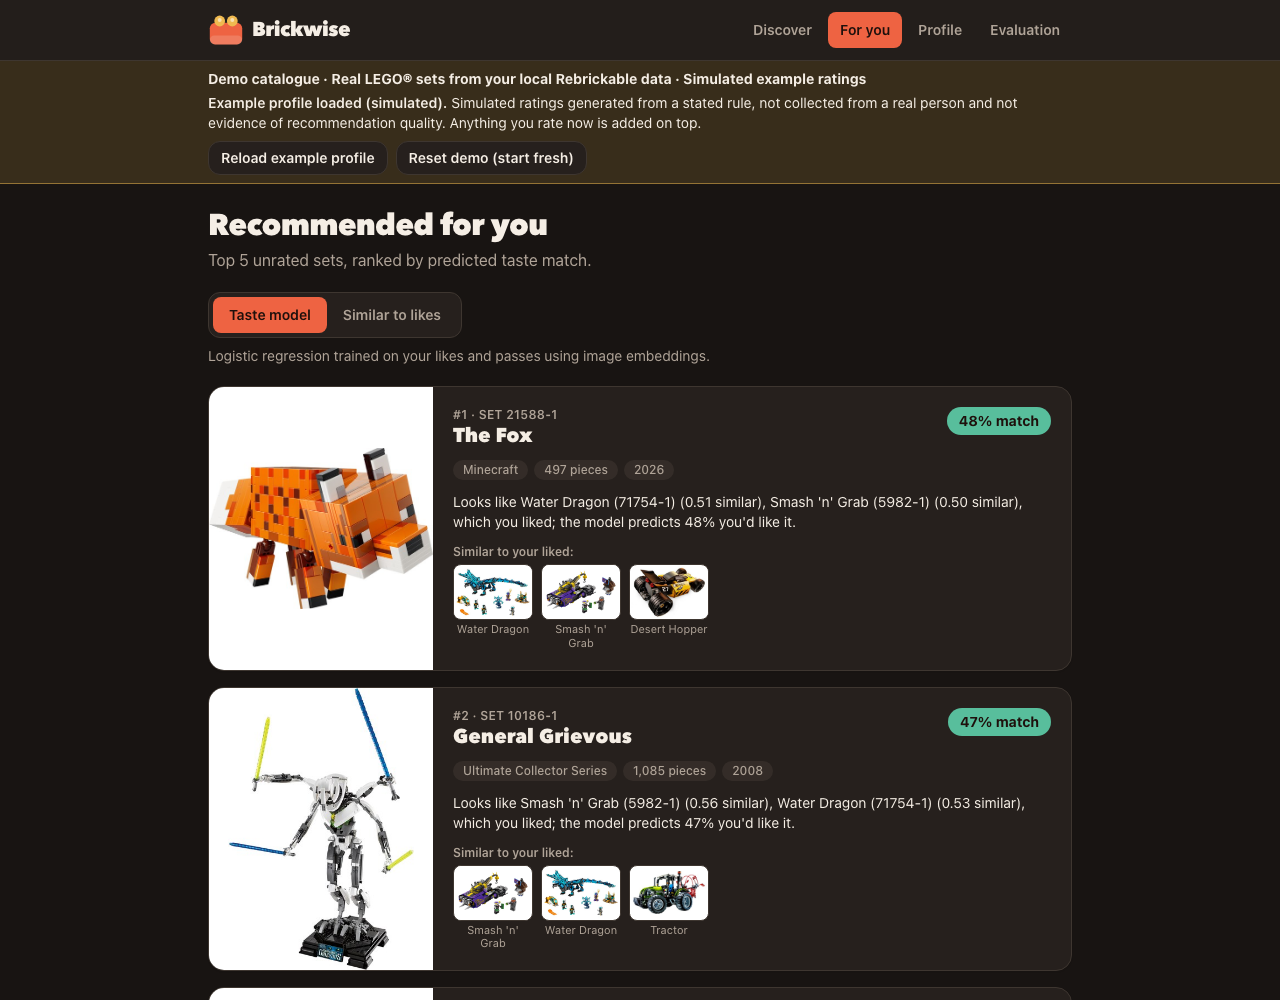 Brickwise
Discover
For you
Profile
Evaluation
Demo catalogue · Real LEGO® sets from your local Rebrickable data · Simulated example ratings
Example profile loaded (simulated). Simulated ratings generated from a stated rule, not collected from a real person and not
evidence of recommendation quality. Anything you rate now is added on top.
Reload example profile
Reset demo (start fresh)
Recommended for you
Top 5 unrated sets, ranked by predicted taste match.
Taste model
Similar to likes
Logistic regression trained on your likes and passes using image embeddings.
#1 · SET 21588-1
48% match
The Fox
Minecraft
497 pieces
2026
Looks like Water Dragon (71754-1) (0.51 similar), Smash 'n' Grab (5982-1) (0.50 similar),
which you liked; the model predicts 48% you'd like it.
Similar to your liked:
Water Dragon
Smash 'n'
Grab
Desert Hopper
#2 · SET 10186-1
47% match
General Grievous
Ultimate Collector Series
1,085 pieces
2008
Looks like Smash 'n' Grab (5982-1) (0.56 similar), Water Dragon (71754-1) (0.53 similar),
which you liked; the model predicts 47% you'd like it.
Similar to your liked:
Smash 'n'
Grab
Water Dragon
Tractor